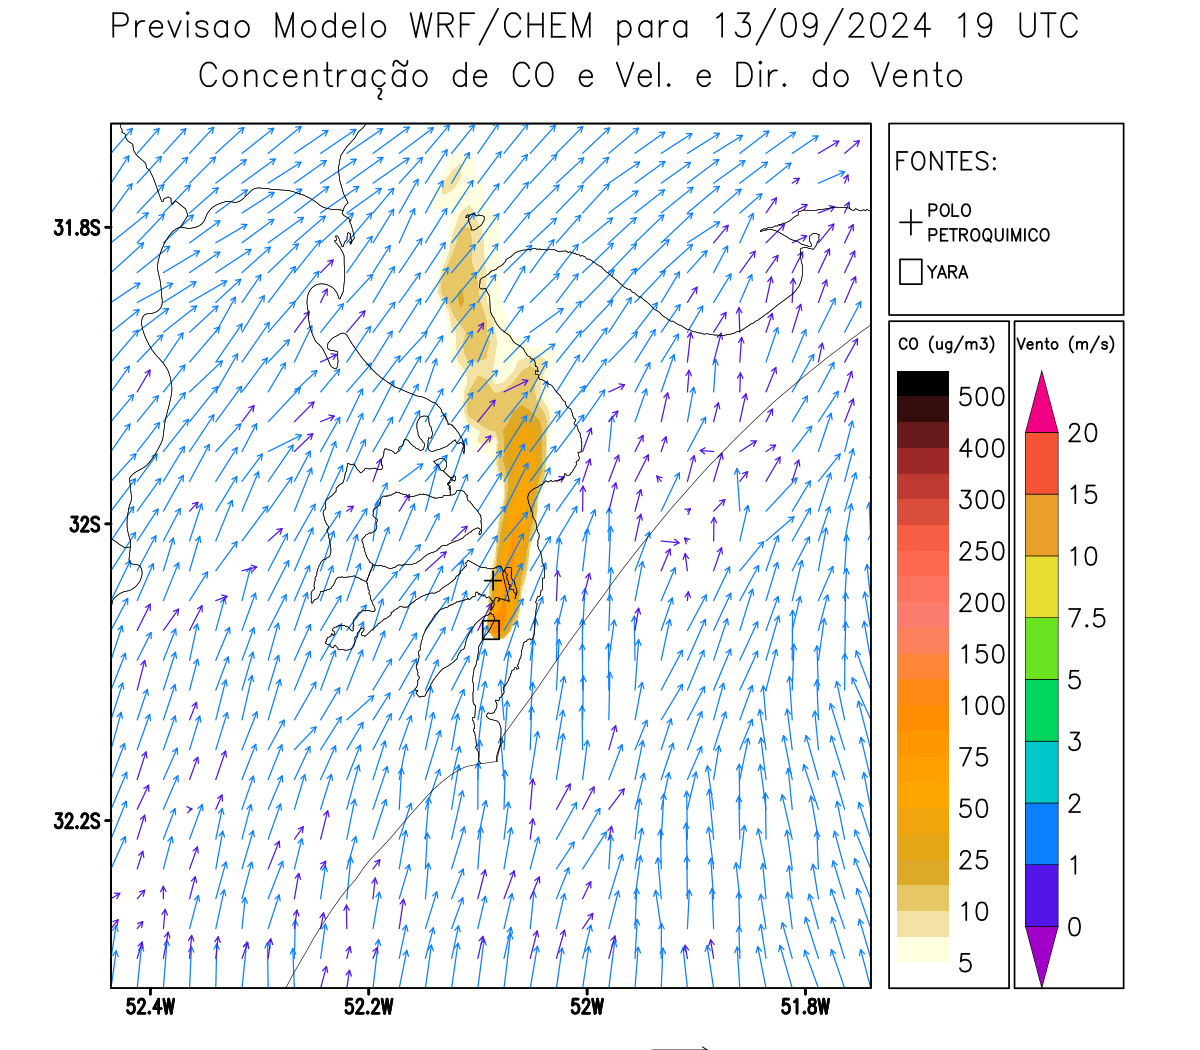 Previsao Modelo WRF/CHEM para 13/09/2024 19 UTC
Concentração de CO e Vel. e Dir. do Vento
FONTES:
POLO
PETROQUIMICO
YARA
CO (ug/m3)
500
400
300
250
200
150
100
75
50
25
10
5
Vento (m/s)
20
15
10
7.5
5
3
2
1
0
31.8S
32S
32.2S
52.4W
52.2W
52W
51.8W